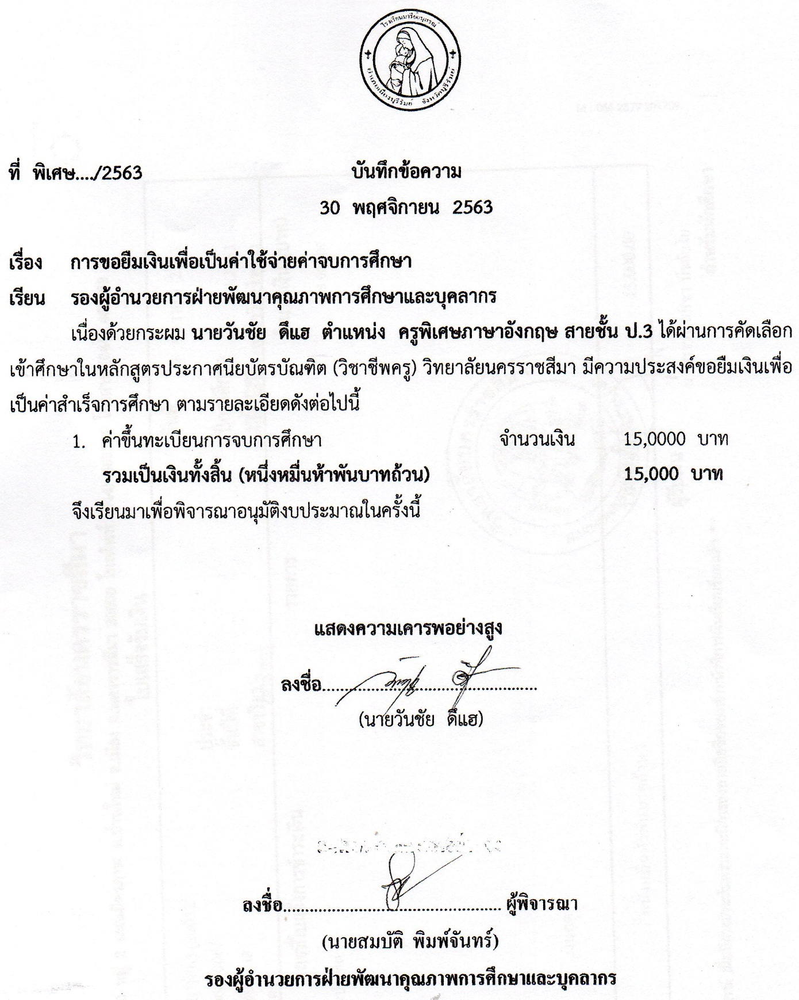 โรงเรียนมารีย์อนุสรณ์
อำเภอเมืองบุรีรัมย์ จังหวัดบุรีรัมย์
ที่ พิเศษ..../2563
บันทึกข้อความ
30 พฤศจิกายน 2563
เรื่อง การขอยืมเงินเพื่อเป็นค่าใช้จ่ายค่าจบการศึกษา
เรียน รองผู้อำนวยการฝ่ายพัฒนาคุณภาพการศึกษาและบุคลากร
เนื่องด้วยกระผม นายวันชัย ดีแฮ ตำแหน่ง ครูพิเศษภาษาอังกฤษ สายชั้น ป.3 ได้ผ่านการคัดเลือก
เข้าศึกษาในหลักสูตรประกาศนียบัตรบัณฑิต (วิชาชีพครู) วิทยาลัยนครราชสีมา มีความประสงค์ขอยืมเงินเพื่อ
เป็นค่าสำเร็จการศึกษา ตามรายละเอียดดังต่อไปนี้
1. ค่าขึ้นทะเบียนการจบการศึกษา จำนวนเงิน 15,0000 บาท
รวมเป็นเงินทั้งสิ้น (หนึ่งหมื่นห้าพันบาทถ้วน) 15,000 บาท
จึงเรียนมาเพื่อพิจารณาอนุมัติงบประมาณในครั้งนี้
แสดงความเคารพอย่างสูง
ลงชื่อ..................................................
(นายวันชัย ดีแฮ)
ลงชื่อ.................................................. ผู้พิจารณา
(นายสมบัติ พิมพ์จันทร์)
รองผู้อำนวยการฝ่ายพัฒนาคุณภาพการศึกษาและบุคลากร